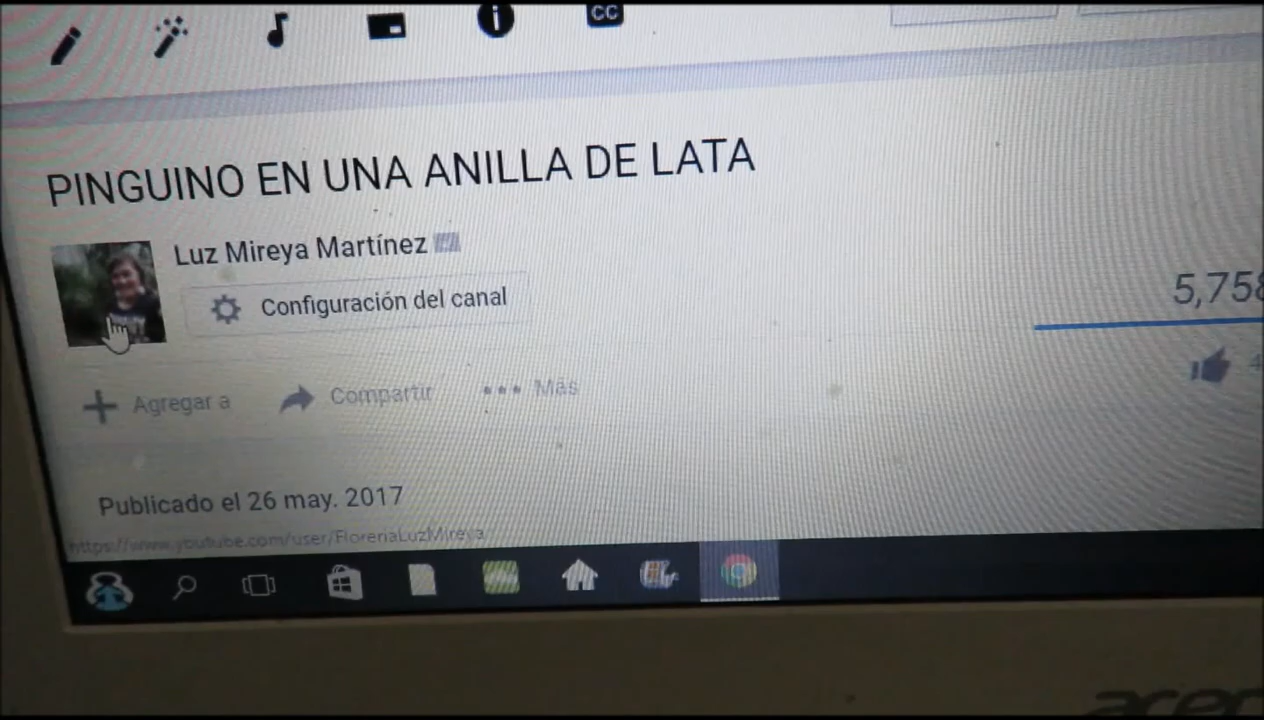 CC
PINGUINO EN UNA ANILLA DE LATA
Luz Mireya Martínez
Configuración del canal
5,758
Agregar a
Compartir
Más
4
Publicado el 26 may. 2017
https://www.youtube.com/user/FloreriaLuzMireya
acer